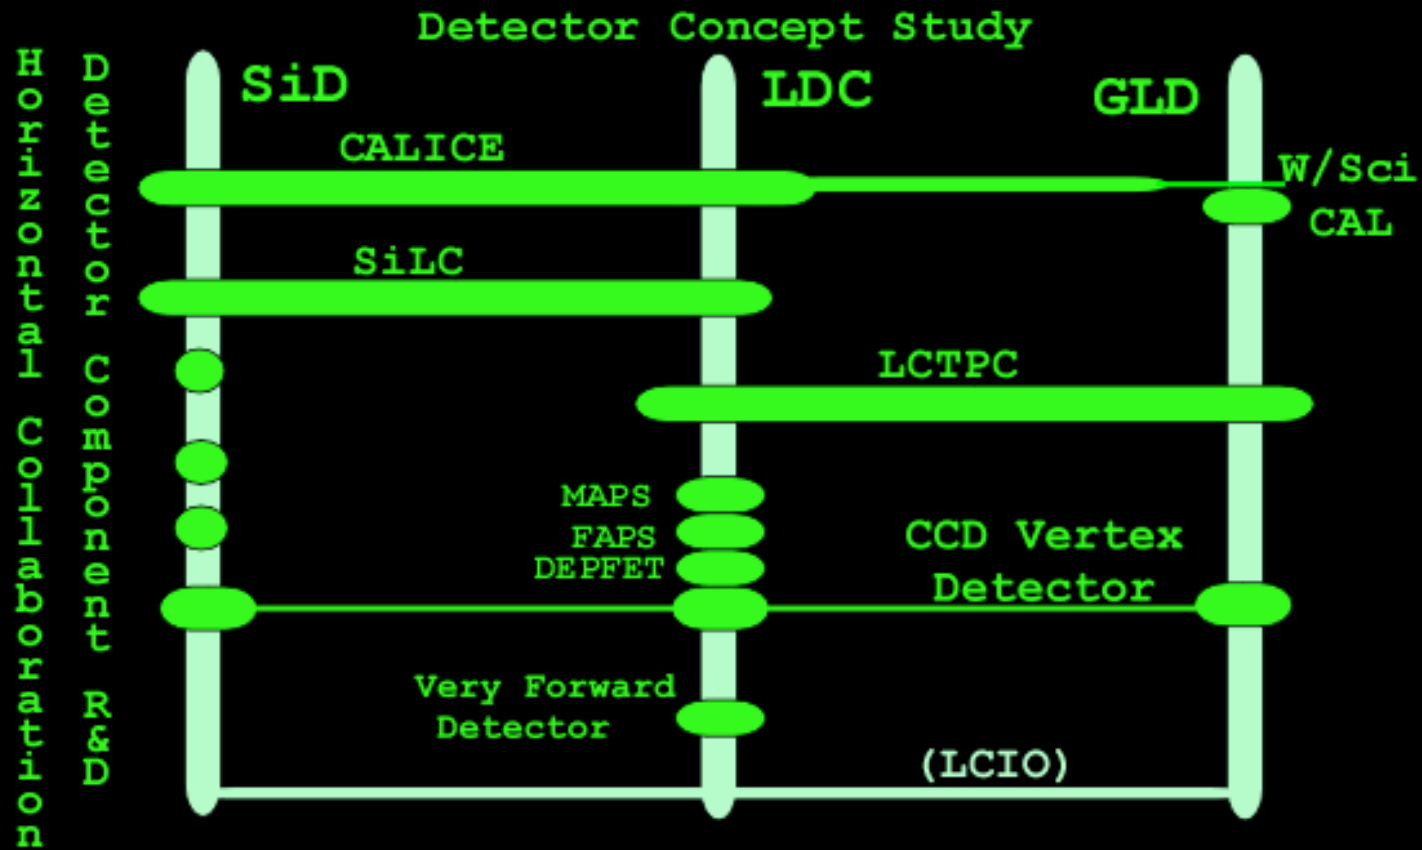 Detector Concept Study
Horizontal Collaboration
Detector Component R&D
SiD
LDC
GLD
CALICE
W/Sci
CAL
SiLC
LCTPC
MAPS
FAPS
DEPFET
CCD Vertex
Detector
Very Forward
Detector
(LCIO)